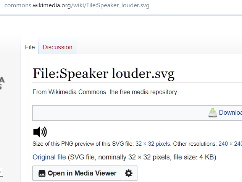 commons.wikimedia.org/wiki/File:Speaker_louder.svg
File Discussion
File:Speaker louder.svg
From Wikimedia Commons, the free media repository
Size of this PNG preview of this SVG file: 32 × 32 pixels. Other resolutions: 240 × 240
Original file (SVG file, nominally 32 × 32 pixels, file size: 4 KB)
Open in Media Viewer